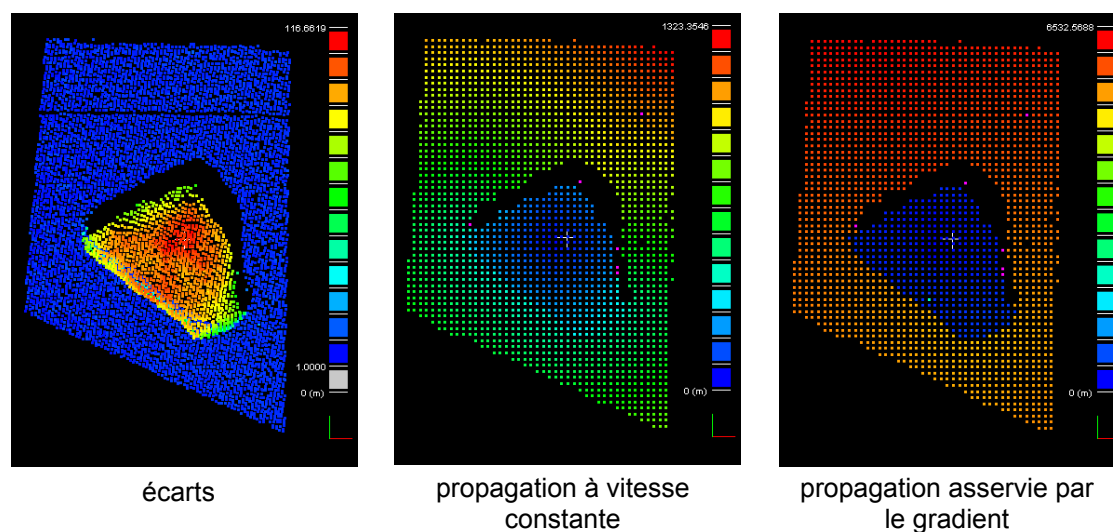 116.6619
1.0000
0 (m)
écarts
1323.3546
0 (m)
propagation à vitesse
constante
6532.5688
0 (m)
propagation asservie par
le gradient